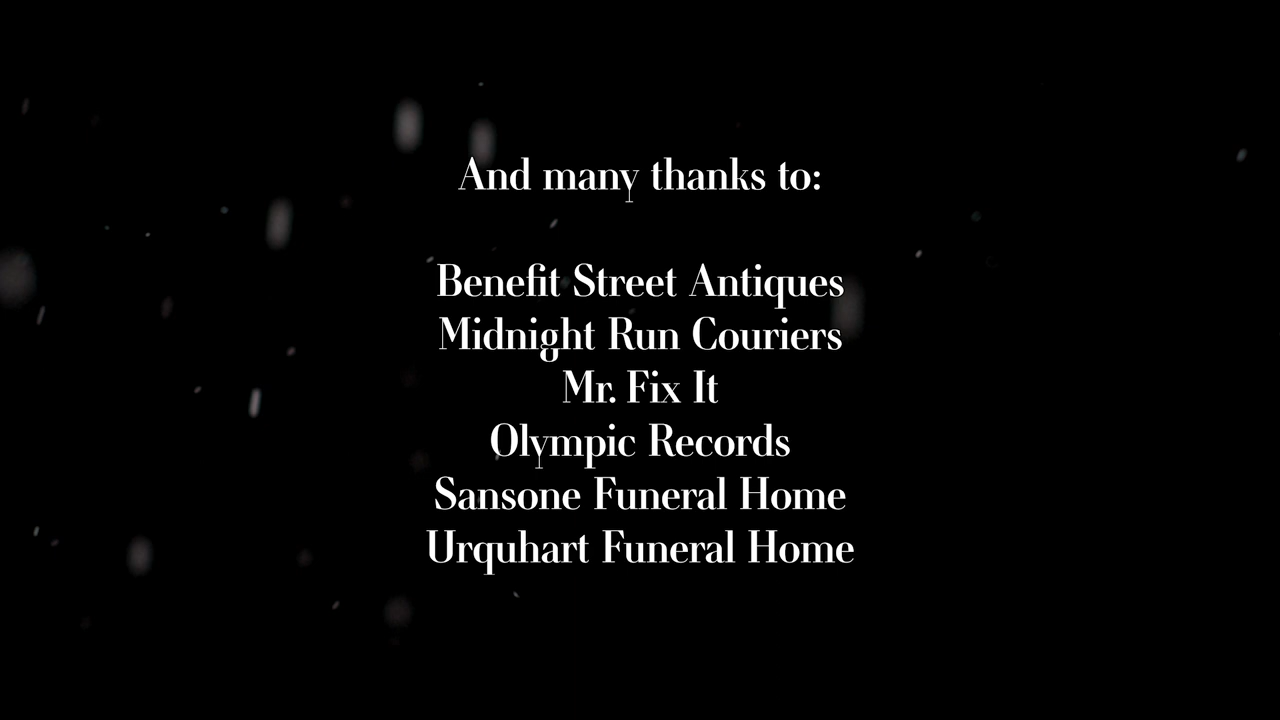 And many thanks to:
Benefit Street Antiques
Midnight Run Couriers
Mr. Fix It
Olympic Records
Sansone Funeral Home
Urquhart Funeral Home